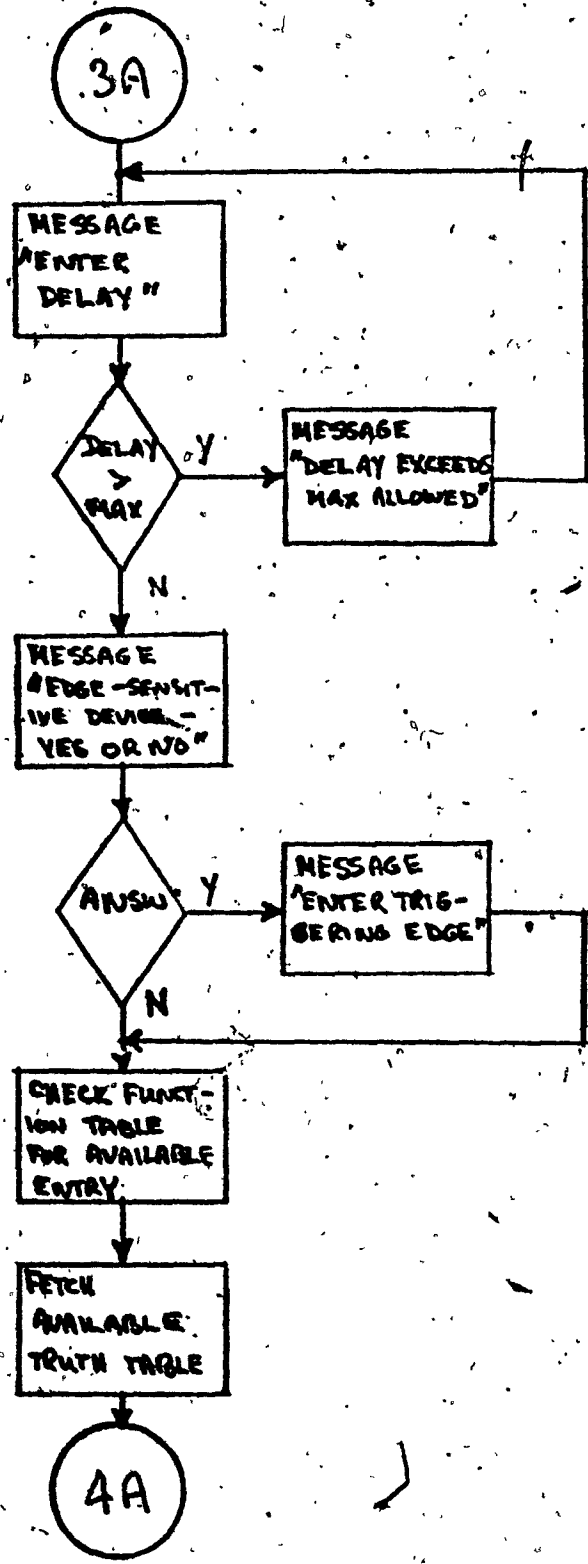 3A
MESSAGE
"ENTER
DELAY"
DELAY
>
MAX
Y
MESSAGE
"DELAY EXCEEDS
MAX ALLOWED"
N
MESSAGE
"EDGE-SENSIT-
IVE DEVICE-
YES OR NO"
ANSW.
Y
MESSAGE
"ENTER TRIG-
GERING EDGE"
N
CHECK FUNCT-
ION TABLE
FOR AVAILABLE
ENTRY
FETCH
AVAILABLE
TRUTH TABLE
4A